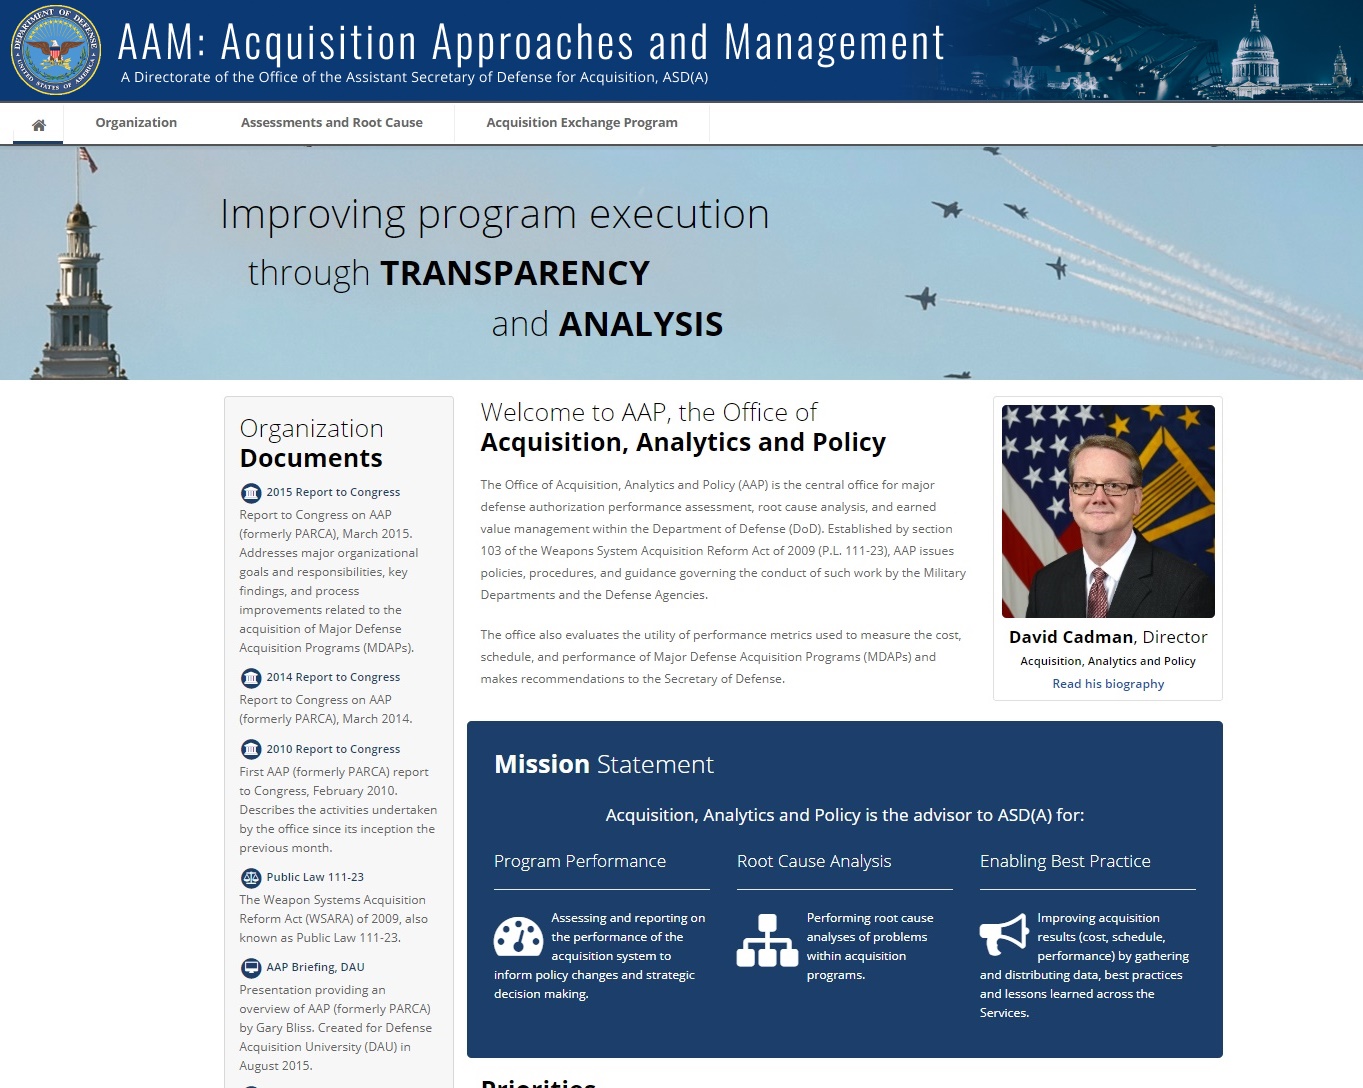 AAM: Acquisition Approaches and Management
A Directorate of the Office of the Assistant Secretary of Defense for Acquisition, ASD(A)
DEPARTMENT OF DEFENSE
UNITED STATES OF AMERICA
Organization
Assessments and Root Cause
Acquisition Exchange Program
Improving program execution
through TRANSPARENCY
and ANALYSIS
Organization
Documents
2015 Report to Congress
Report to Congress on AAP
(formerly PARCA), March 2015.
Addresses major organizational
goals and responsibilities, key
findings, and process
improvements related to the
acquisition of Major Defense
Acquisition Programs (MDAPs).
2014 Report to Congress
Report to Congress on AAP
(formerly PARCA), March 2014.
2010 Report to Congress
First AAP (formerly PARCA) report
to Congress, February 2010.
Describes the activities undertaken
by the office since its inception the
previous month.
Public Law 111-23
The Weapon Systems Acquisition
Reform Act (WSARA) of 2009, also
known as Public Law 111-23.
AAP Briefing, DAU
Presentation providing an
overview of AAP (formerly PARCA)
by Gary Bliss. Created for Defense
Acquisition University (DAU) in
August 2015.
Welcome to AAP, the Office of
Acquisition, Analytics and Policy
The Office of Acquisition, Analytics and Policy (AAP) is the central office for major
defense authorization performance assessment, root cause analysis, and earned
value management within the Department of Defense (DoD). Established by section
103 of the Weapons System Acquisition Reform Act of 2009 (P.L. 111-23), AAP issues
policies, procedures, and guidance governing the conduct of such work by the Military
Departments and the Defense Agencies.
The office also evaluates the utility of performance metrics used to measure the cost,
schedule, and performance of Major Defense Acquisition Programs (MDAPs) and
makes recommendations to the Secretary of Defense.
David Cadman, Director
Acquisition, Analytics and Policy
Read his biography
Mission Statement
Acquisition, Analytics and Policy is the advisor to ASD(A) for:
Program Performance
Assessing and reporting on
the performance of the
acquisition system to
inform policy changes and strategic
decision making.
Root Cause Analysis
Performing root cause
analyses of problems
within acquisition
programs.
Enabling Best Practice
Improving acquisition
results (cost, schedule,
performance) by gathering
and distributing data, best practices
and lessons learned across the
Services.
Priorities